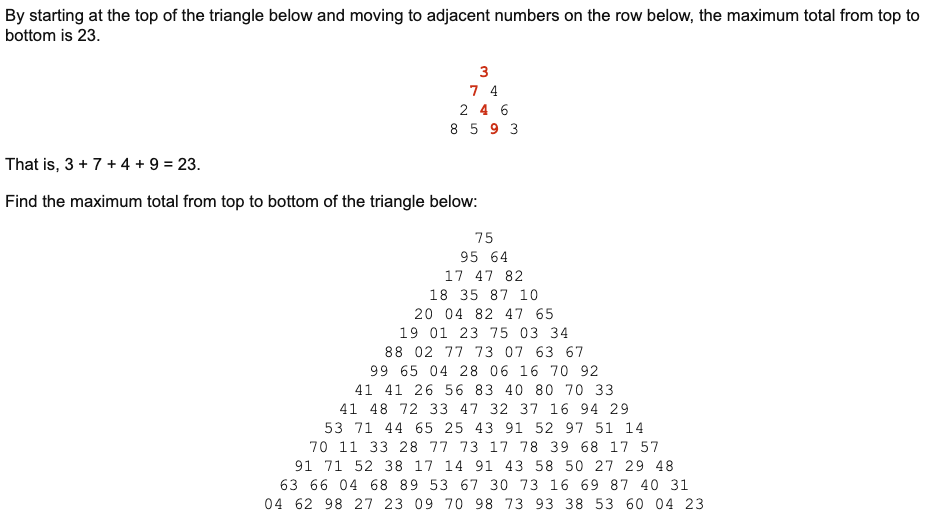 By starting at the top of the triangle below and moving to adjacent numbers on the row below, the maximum total from top to
bottom is 23.
3
7 4
2 4 6
8 5 9 3
That is, 3 + 7 + 4 + 9 = 23.
Find the maximum total from top to bottom of the triangle below:
75
95 64
17 47 82
18 35 87 10
20 04 82 47 65
19 01 23 75 03 34
88 02 77 73 07 63 67
99 65 04 28 06 16 70 92
41 41 26 56 83 40 80 70 33
41 48 72 33 47 32 37 16 94 29
53 71 44 65 25 43 91 52 97 51 14
70 11 33 28 77 73 17 78 39 68 17 57
91 71 52 38 17 14 91 43 58 50 27 29 48
63 66 04 68 89 53 67 30 73 16 69 87 40 31
04 62 98 27 23 09 70 98 73 93 38 53 60 04 23